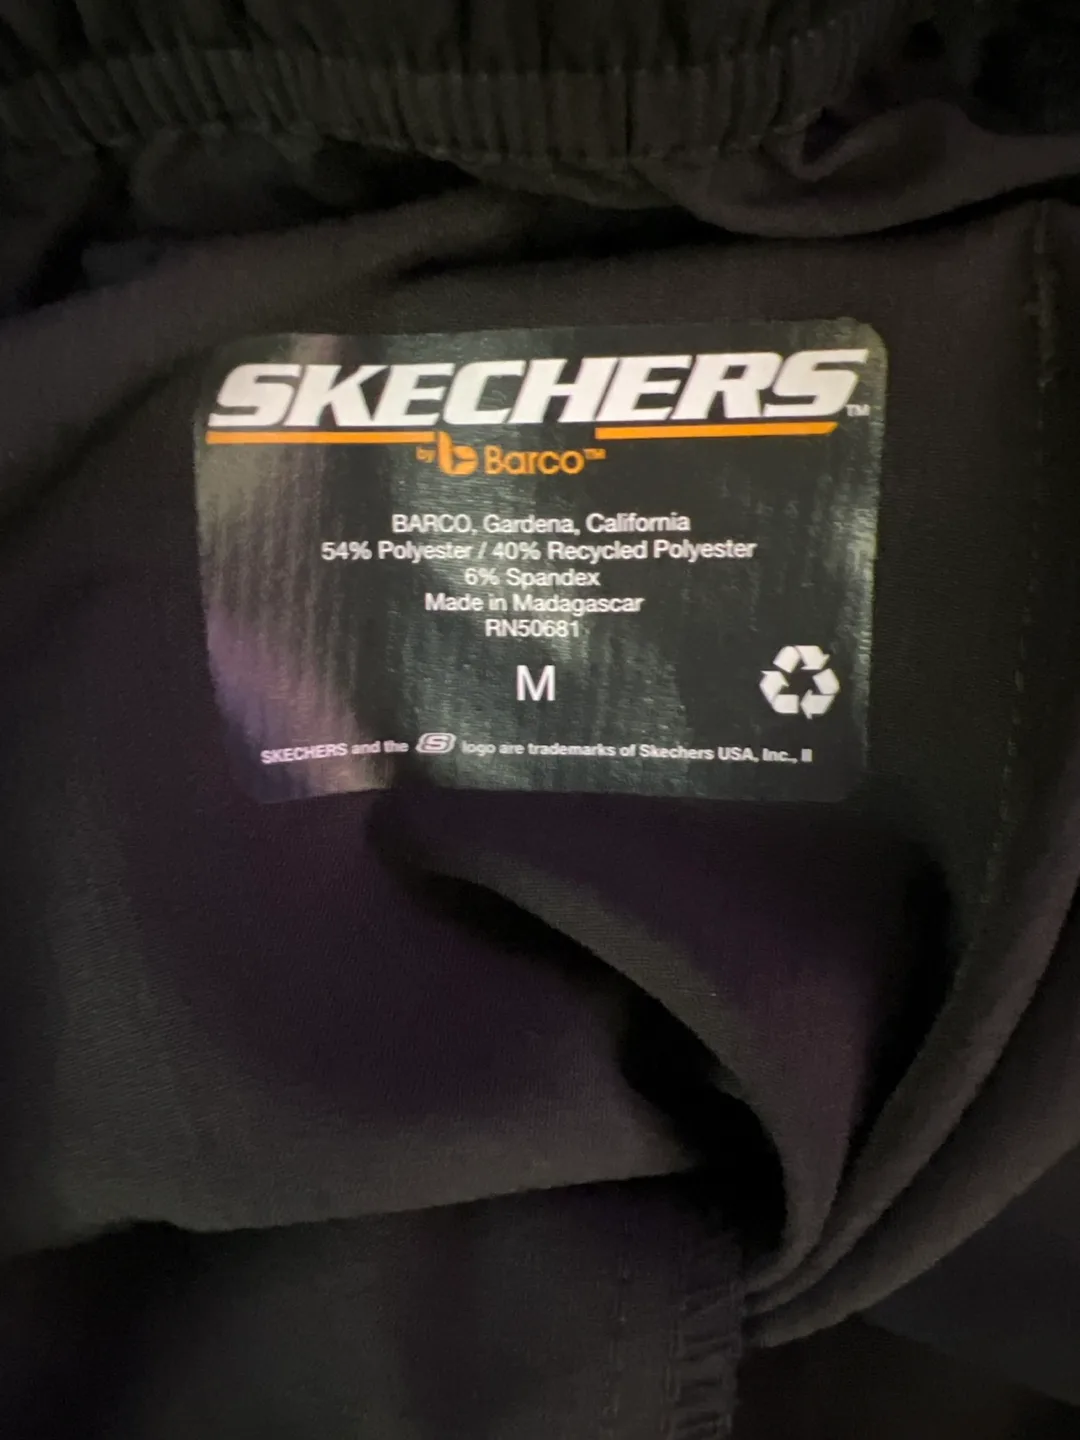 SKECHERS™
by Barco™
BARCO, Gardena, California
54% Polyester / 40% Recycled Polyester
6% Spandex
Made in Madagascar
RN50681
M
SKECHERS and the S logo are trademarks of Skechers USA, Inc., II